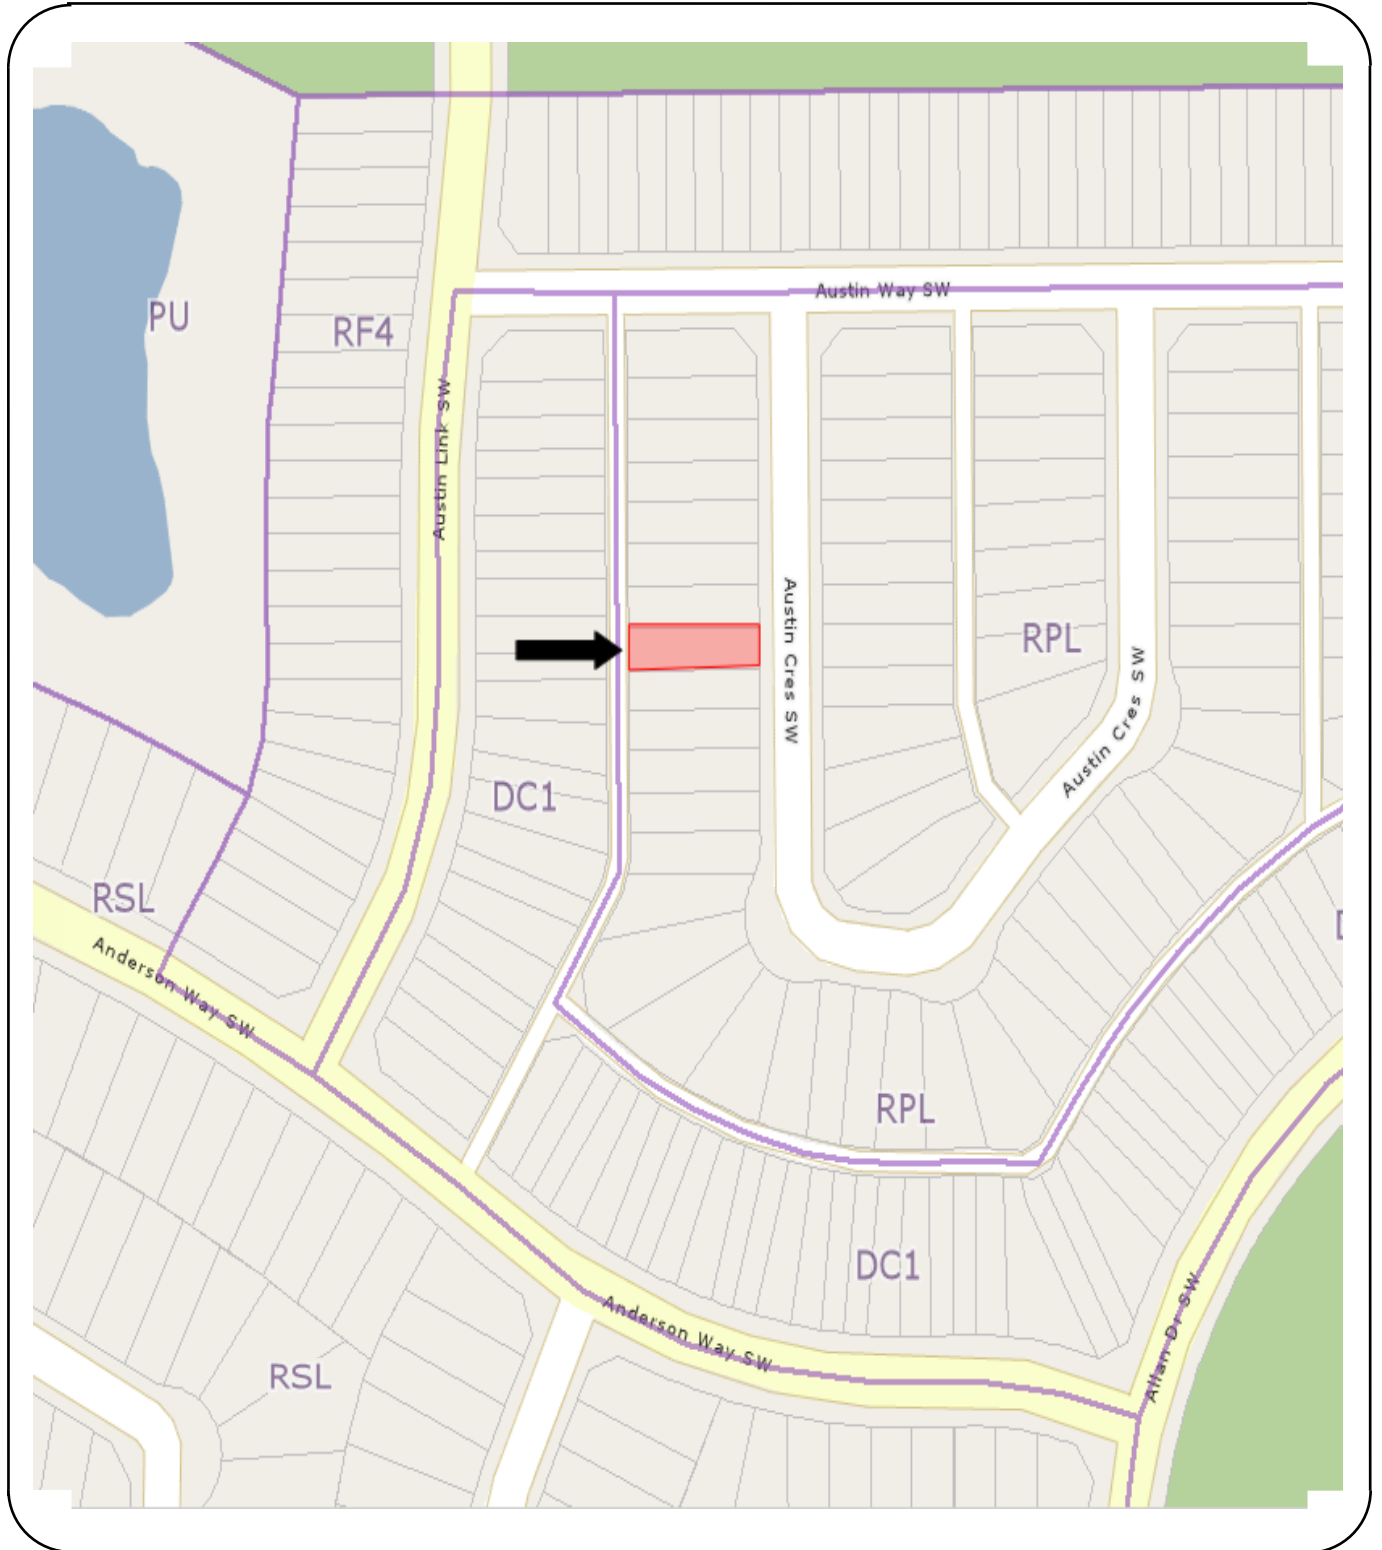 Austin Way SW
PU
RF4
Austin Link SW
Austin Cres SW
RPL
Austin Cres SW
DC1
RSL
Anderson Way SW
D
RPL
DC1
Anderson Way SW
Allan Dr SW
RSL